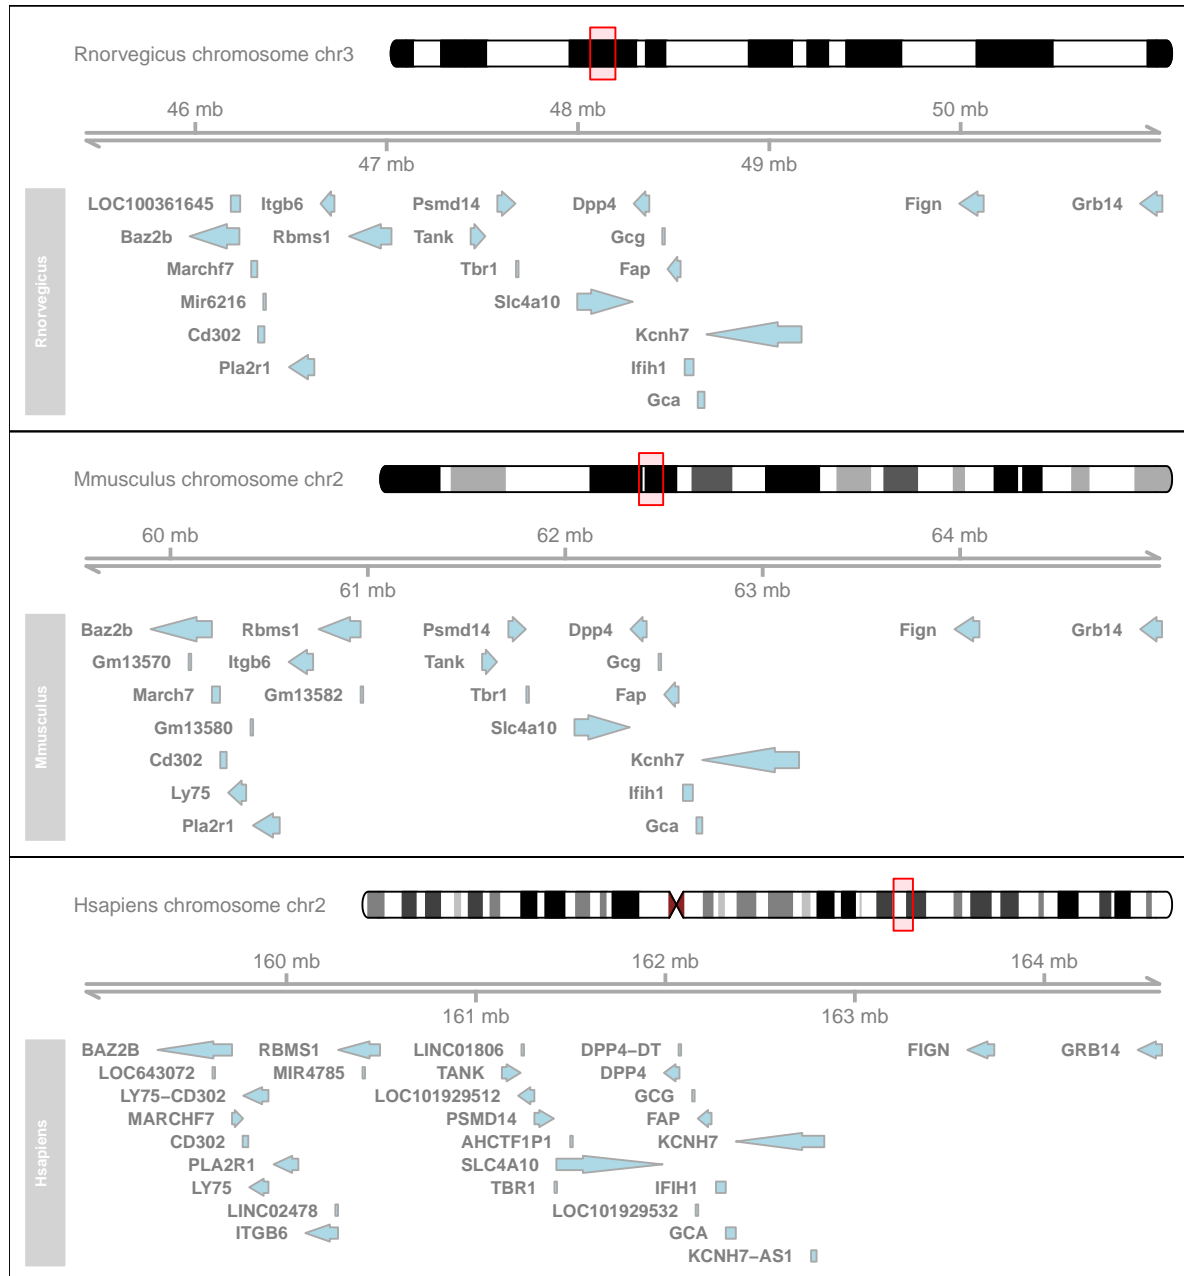 Rnorvegicus chromosome chr3
46 mb 48 mb 50 mb
47 mb 49 mb
Rnorvegicus
LOC100361645 Itgb6 Psmd14 Dpp4 Fign Grb14
Baz2b Rbms1 Tank Gcg
Marchf7 Tbr1 Fap
Mir6216 Slc4a10
Cd302 Kcnh7
Pla2r1 Ifih1
Gca
Mmusculus chromosome chr2
60 mb 62 mb 64 mb
61 mb 63 mb
Mmusculus
Baz2b Rbms1 Psmd14 Dpp4 Fign Grb14
Gm13570 Itgb6 Tank Gcg
March7 Gm13582 Tbr1 Fap
Gm13580 Slc4a10
Cd302 Kcnh7
Ly75 Ifih1
Pla2r1 Gca
Hsapiens chromosome chr2
160 mb 162 mb 164 mb
161 mb 163 mb
Hsapiens
BAZ2B RBMS1 LINC01806 DPP4−DT FIGN GRB14
LOC643072 MIR4785 TANK DPP4
LY75−CD302 LOC101929512 GCG
MARCHF7 PSMD14 FAP
CD302 AHCTF1P1 KCNH7
PLA2R1 SLC4A10
LY75 TBR1 IFIH1
LINC02478 LOC101929532
ITGB6 GCA
KCNH7−AS1